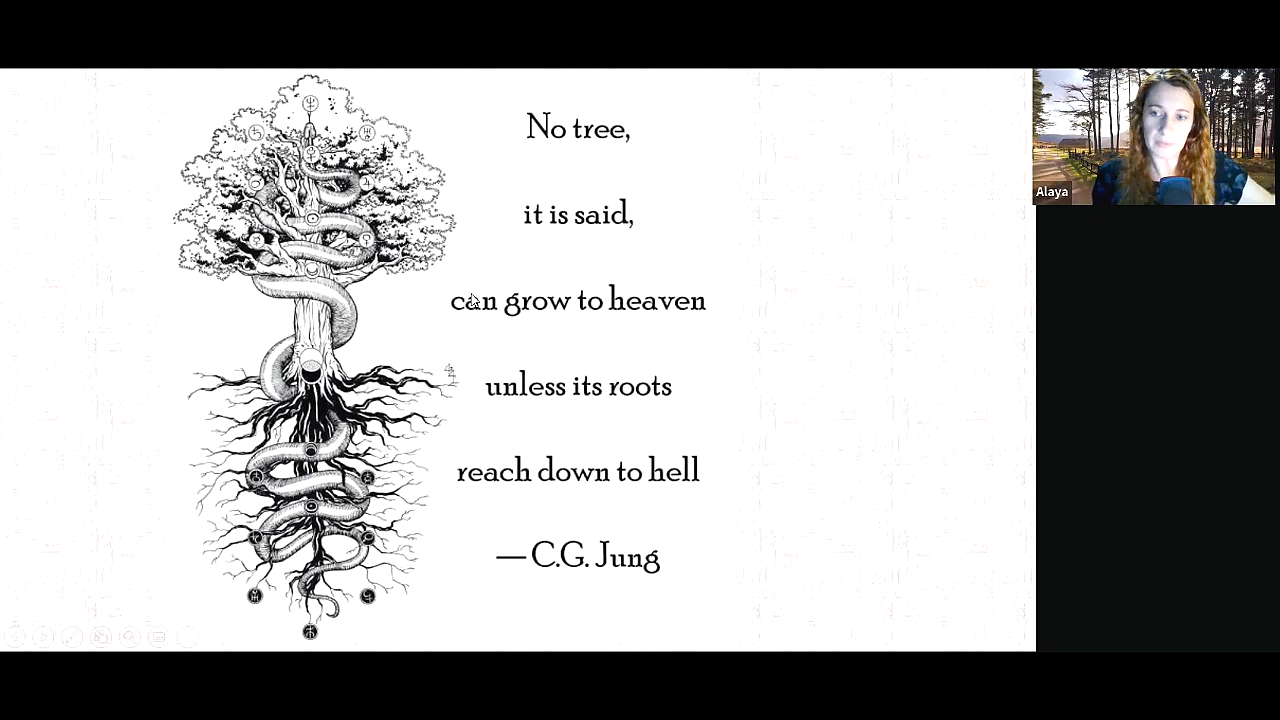 No tree,
it is said,
can grow to heaven
unless its roots
reach down to hell
— C.G. Jung
Alaya